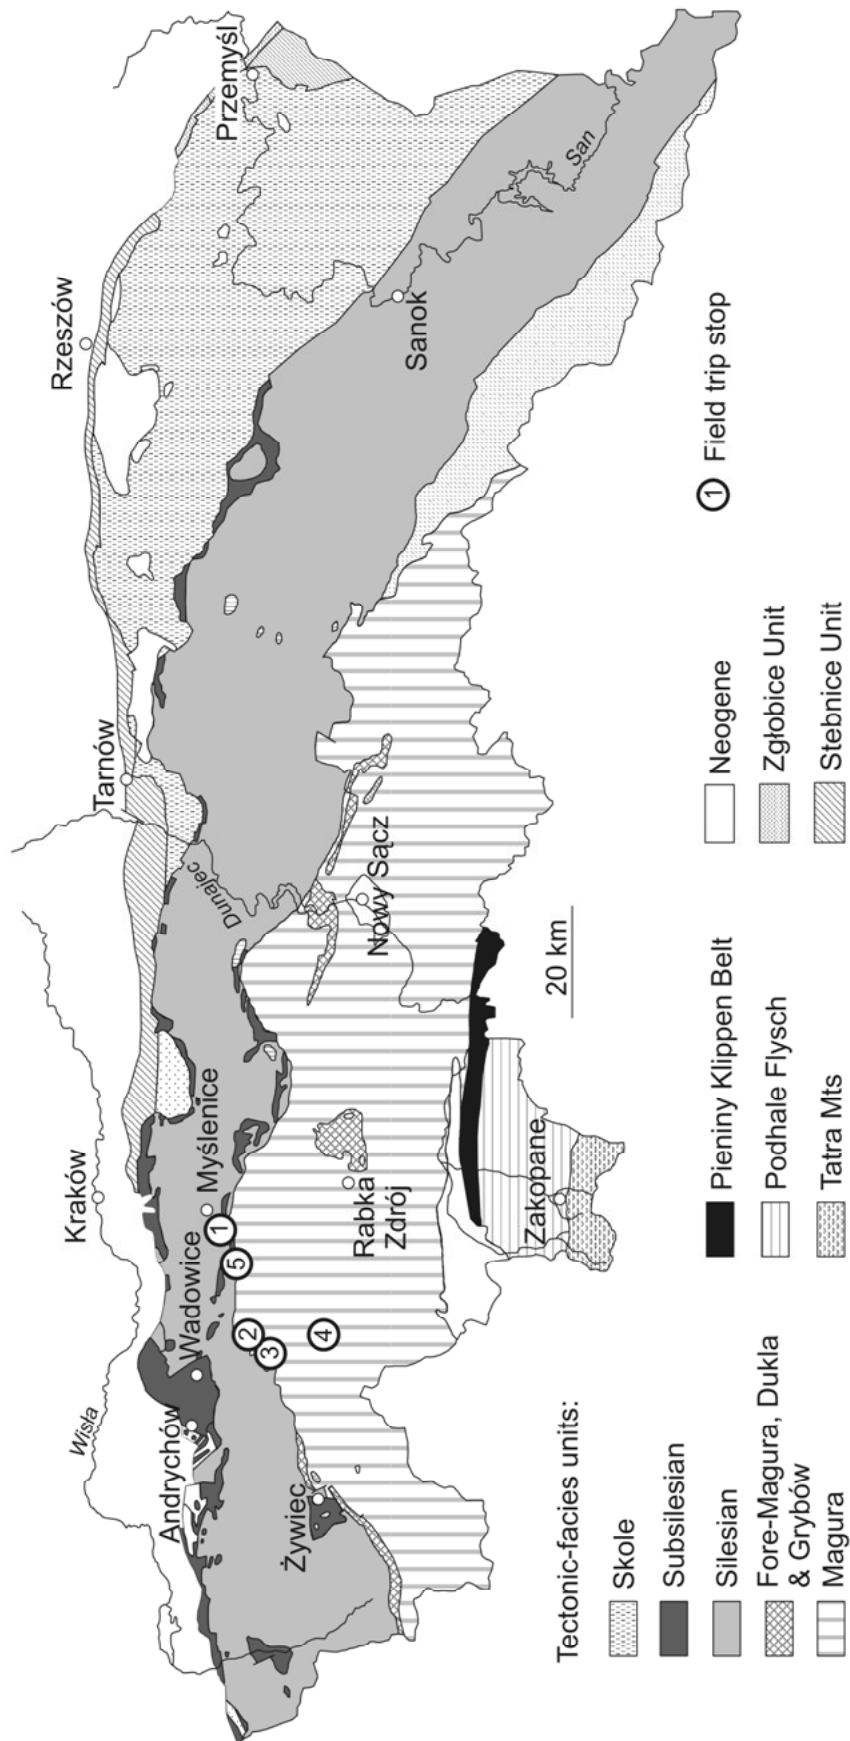 Kraków
Tarnów
Rzeszów
Przemyśl
Wisła
Andrychów
Wadowice
Myślenice
Dunajec
Sanok
San
Żywiec
Rabka
Zdrój
Nowy Sącz
Zakopane
1
5
2
3
4
20 km
Tectonic-facies units:
Skole
Subsilesian
Silesian
Fore-Magura, Dukla
& Grybów
Magura
Pieniny Klippen Belt
Podhale Flysch
Tatra Mts
Neogene
Zgłobice Unit
Stebnice Unit
1 Field trip stop